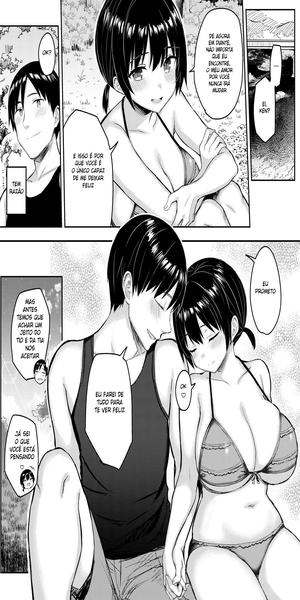 ...
EI,
KEN?
DE AGORA
EM DIANTE,
NÃO IMPORTA
QUE EU
ENCONTRE,
O MEU AMOR
POR VOCÊ
NUNCA
IRÁ
MUDAR
E ISSO É POR
QUE VOCÊ É O
ÚNICO CAPAZ
DE ME DEIXAR
FELIZ
OK?
TEM
RAZÃO
EU
PROMETO
OK
♡
EU FAREI
DE TUDO PARA
TE VER FELIZ
MAS
ANTES
TEMOS QUE
ACHAR UM
JEITO DO
TIO E DA TIA
NOS
ACEITAR
JÁ SEI
O QUE
VOCÊ ESTÁ
PENSANDO